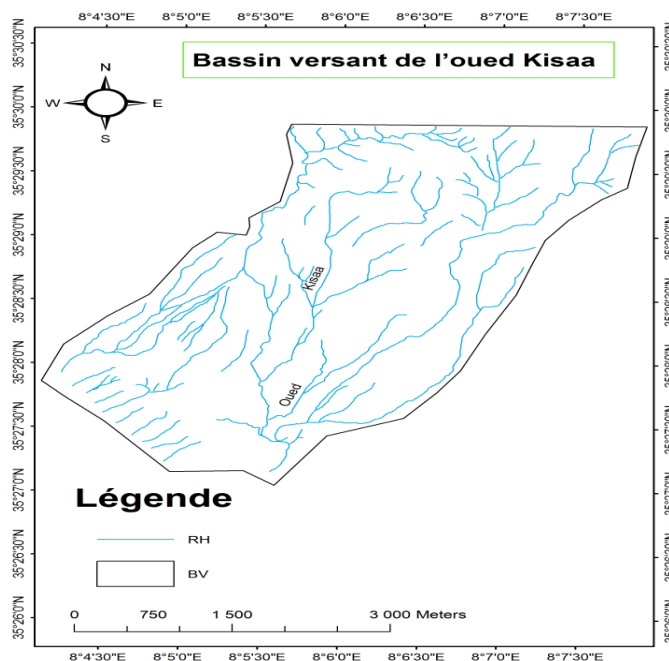 8°4'30"E 8°5'0"E 8°5'30"E 8°6'0"E 8°6'30"E 8°7'0"E 8°7'30"E
Bassin versant de l'oued Kisaa
N
W E
S
35°30'30"N
35°30'0"N
35°29'30"N
35°29'0"N
35°28'30"N
35°28'0"N
35°27'30"N
35°27'0"N
35°26'30"N
35°26'0"N
Kisaa
Oued
Légende
RH
BV
0 750 1 500 3 000 Meters
8°4'30"E 8°5'0"E 8°5'30"E 8°6'0"E 8°6'30"E 8°7'0"E 8°7'30"E